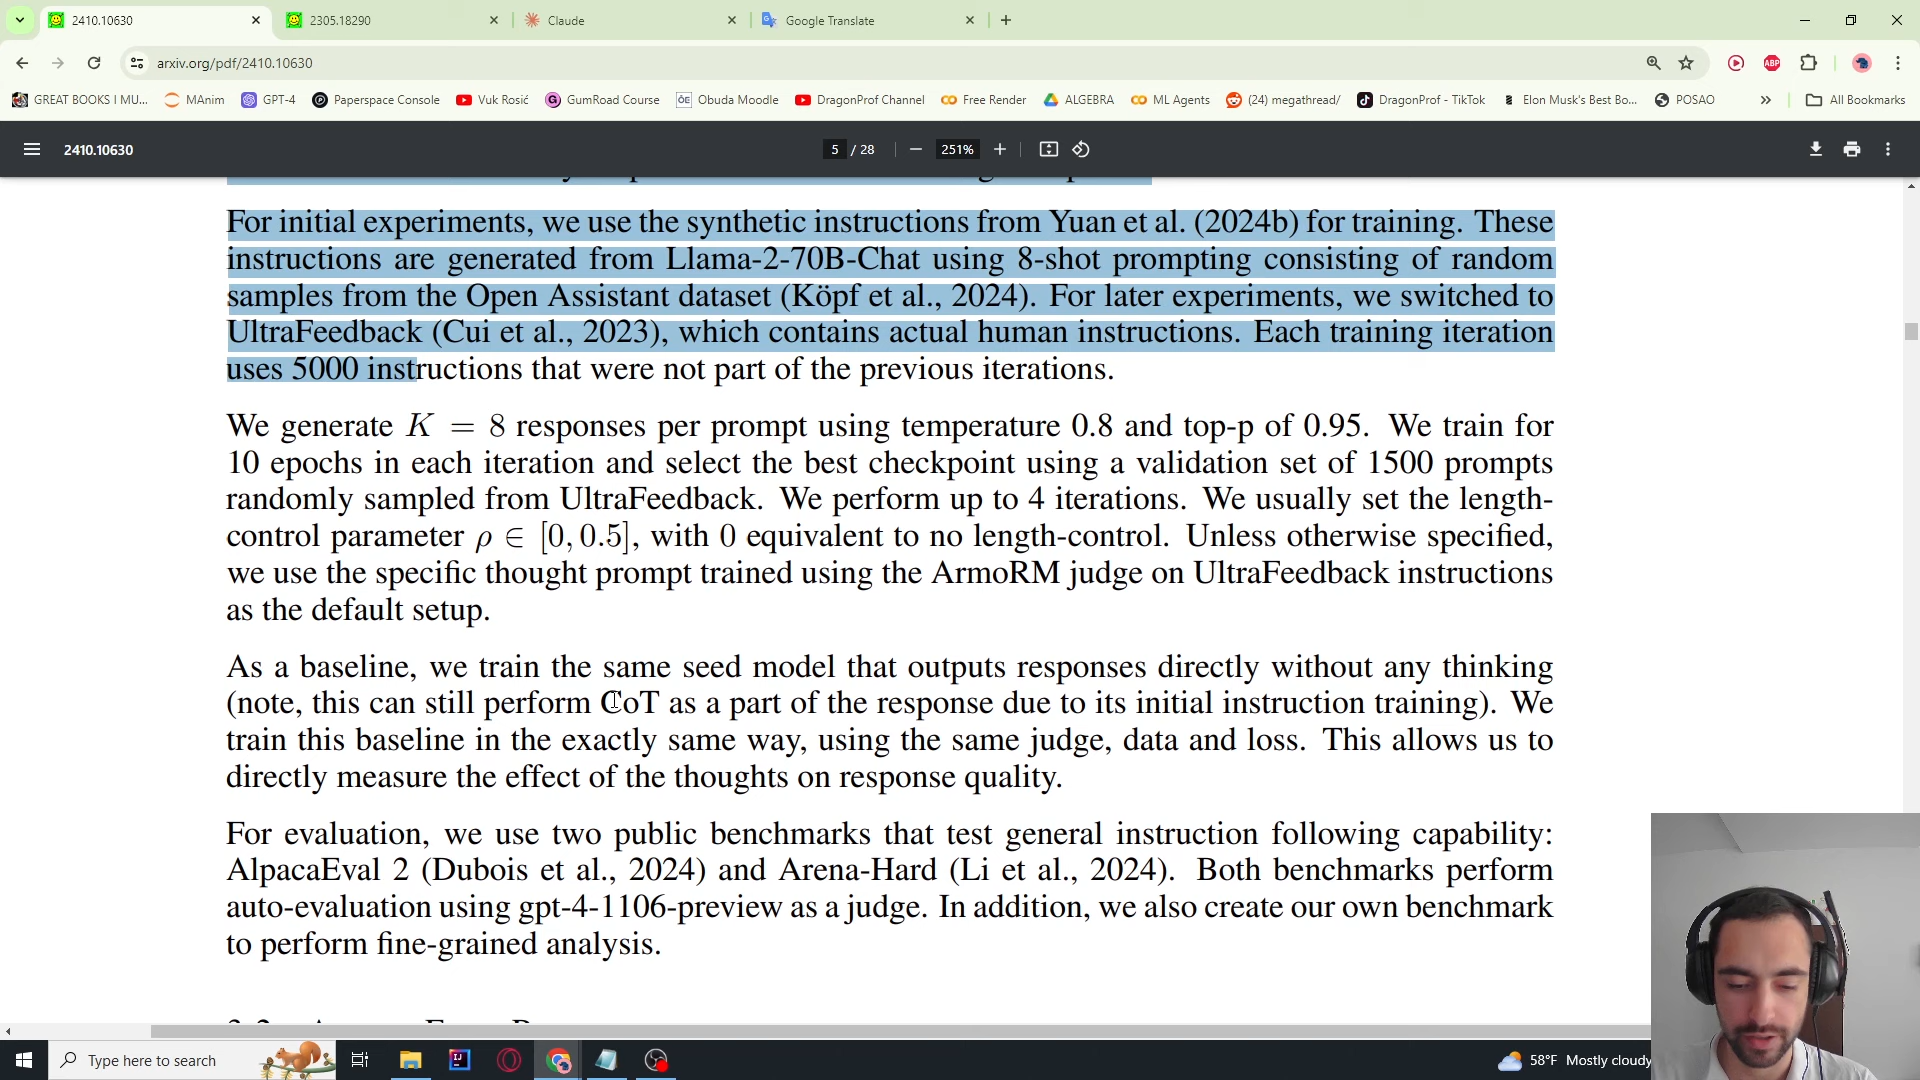 2410.10630
2305.18290
Claude
Google Translate
arxiv.org/pdf/2410.10630
GREAT BOOKS I MU...
MAnim
GPT-4
Paperspace Console
Vuk Rosić
GumRoad Course
Obuda Moodle
DragonProf Channel
Free Render
ALGEBRA
ML Agents
(24) megathread/
DragonProf - TikTok
Elon Musk's Best Bo...
POSAO
All Bookmarks
2410.10630
5 / 28
251%
For initial experiments, we use the synthetic instructions from Yuan et al. (2024b) for training. These
instructions are generated from Llama-2-70B-Chat using 8-shot prompting consisting of random
samples from the Open Assistant dataset (Köpf et al., 2024). For later experiments, we switched to
UltraFeedback (Cui et al., 2023), which contains actual human instructions. Each training iteration
uses 5000 instructions that were not part of the previous iterations.
We generate K = 8 responses per prompt using temperature 0.8 and top-p of 0.95. We train for
10 epochs in each iteration and select the best checkpoint using a validation set of 1500 prompts
randomly sampled from UltraFeedback. We perform up to 4 iterations. We usually set the length-
control parameter ρ ∈ [0, 0.5], with 0 equivalent to no length-control. Unless otherwise specified,
we use the specific thought prompt trained using the ArmoRM judge on UltraFeedback instructions
as the default setup.
As a baseline, we train the same seed model that outputs responses directly without any thinking
(note, this can still perform CoT as a part of the response due to its initial instruction training). We
train this baseline in the exactly same way, using the same judge, data and loss. This allows us to
directly measure the effect of the thoughts on response quality.
For evaluation, we use two public benchmarks that test general instruction following capability:
AlpacaEval 2 (Dubois et al., 2024) and Arena-Hard (Li et al., 2024). Both benchmarks perform
auto-evaluation using gpt-4-1106-preview as a judge. In addition, we also create our own benchmark
to perform fine-grained analysis.
Type here to search
58°F Mostly cloudy